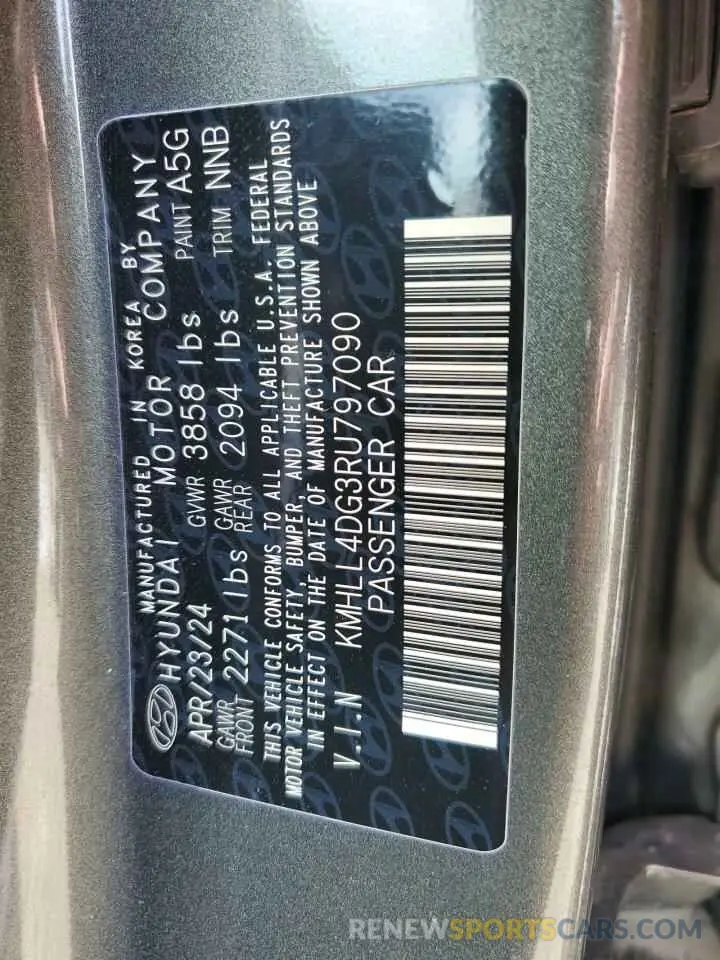 MANUFACTURED IN KOREA BY
HYUNDAI MOTOR COMPANY
APR/23/24 GVWR 3858 lbs PAINT A5G
GAWR FRONT 2271 lbs GAWR REAR 2094 lbs TRIM NNB
THIS VEHICLE CONFORMS TO ALL APPLICABLE U.S.A. FEDERAL
MOTOR VEHICLE SAFETY, BUMPER, AND THEFT PREVENTION STANDARDS
IN EFFECT ON THE DATE OF MANUFACTURE SHOWN ABOVE
V.I.N KMHLL4DG3RU797090
PASSENGER CAR
RENEWSPORTSCARS.COM